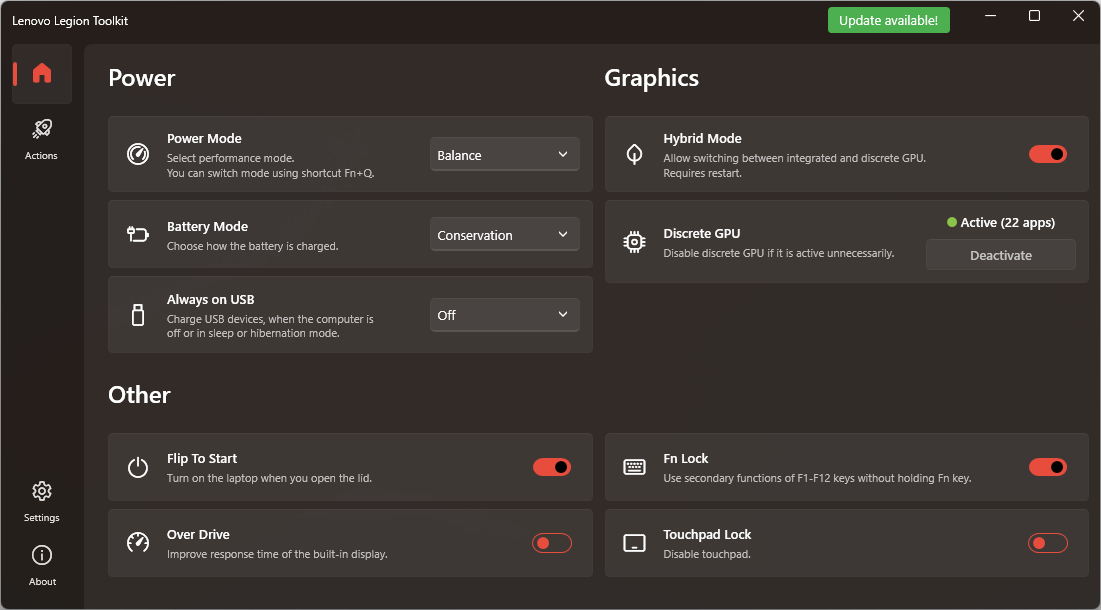 Lenovo Legion Toolkit
Update available!
Actions
Settings
About
Power
Power Mode
Select performance mode.
You can switch mode using shortcut Fn+Q.
Balance
Battery Mode
Choose how the battery is charged.
Conservation
Always on USB
Charge USB devices, when the computer is
off or in sleep or hibernation mode.
Off
Graphics
Hybrid Mode
Allow switching between integrated and discrete GPU.
Requires restart.
Discrete GPU
Disable discrete GPU if it is active unnecessarily.
Active (22 apps)
Deactivate
Other
Flip To Start
Turn on the laptop when you open the lid.
Fn Lock
Use secondary functions of F1-F12 keys without holding Fn key.
Over Drive
Improve response time of the built-in display.
Touchpad Lock
Disable touchpad.